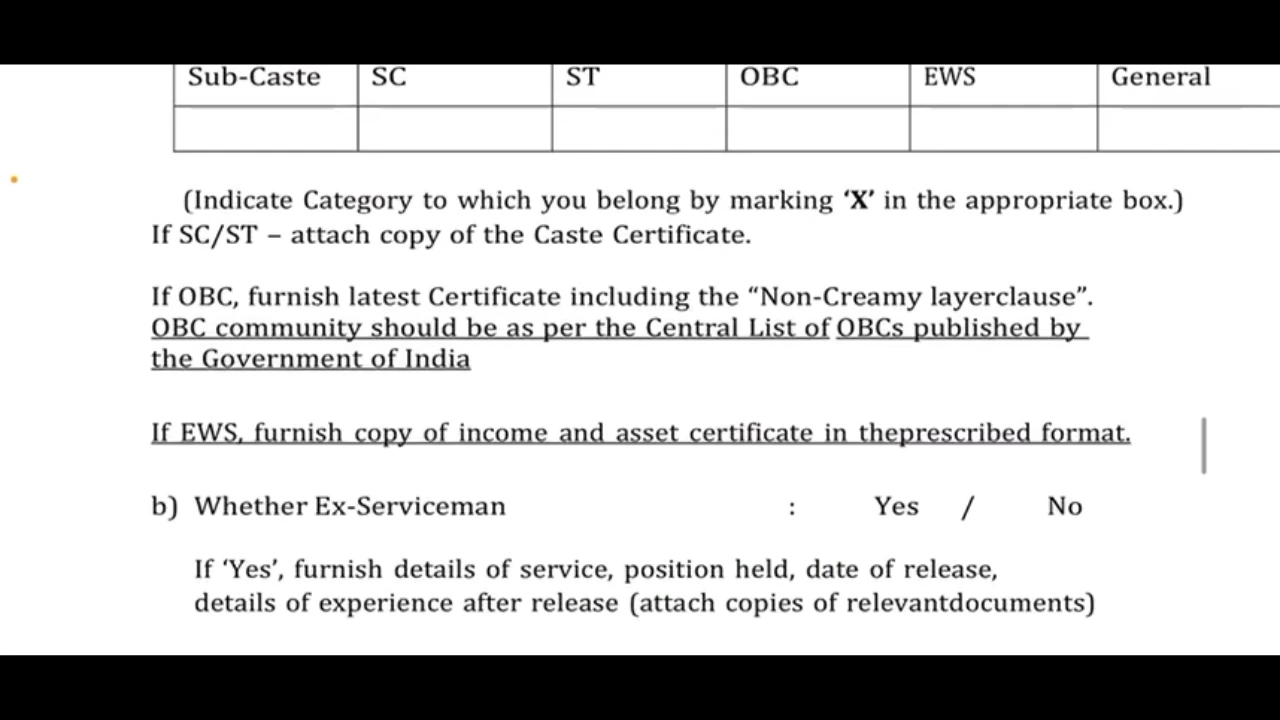 Sub-Caste SC ST OBC EWS General
(Indicate Category to which you belong by marking ‘X’ in the appropriate box.)
If SC/ST – attach copy of the Caste Certificate.
If OBC, furnish latest Certificate including the “Non-Creamy layerclause”.
OBC community should be as per the Central List of OBCs published by
the Government of India
If EWS, furnish copy of income and asset certificate in theprescribed format.
b) Whether Ex-Serviceman : Yes / No
If ‘Yes’, furnish details of service, position held, date of release,
details of experience after release (attach copies of relevantdocuments)